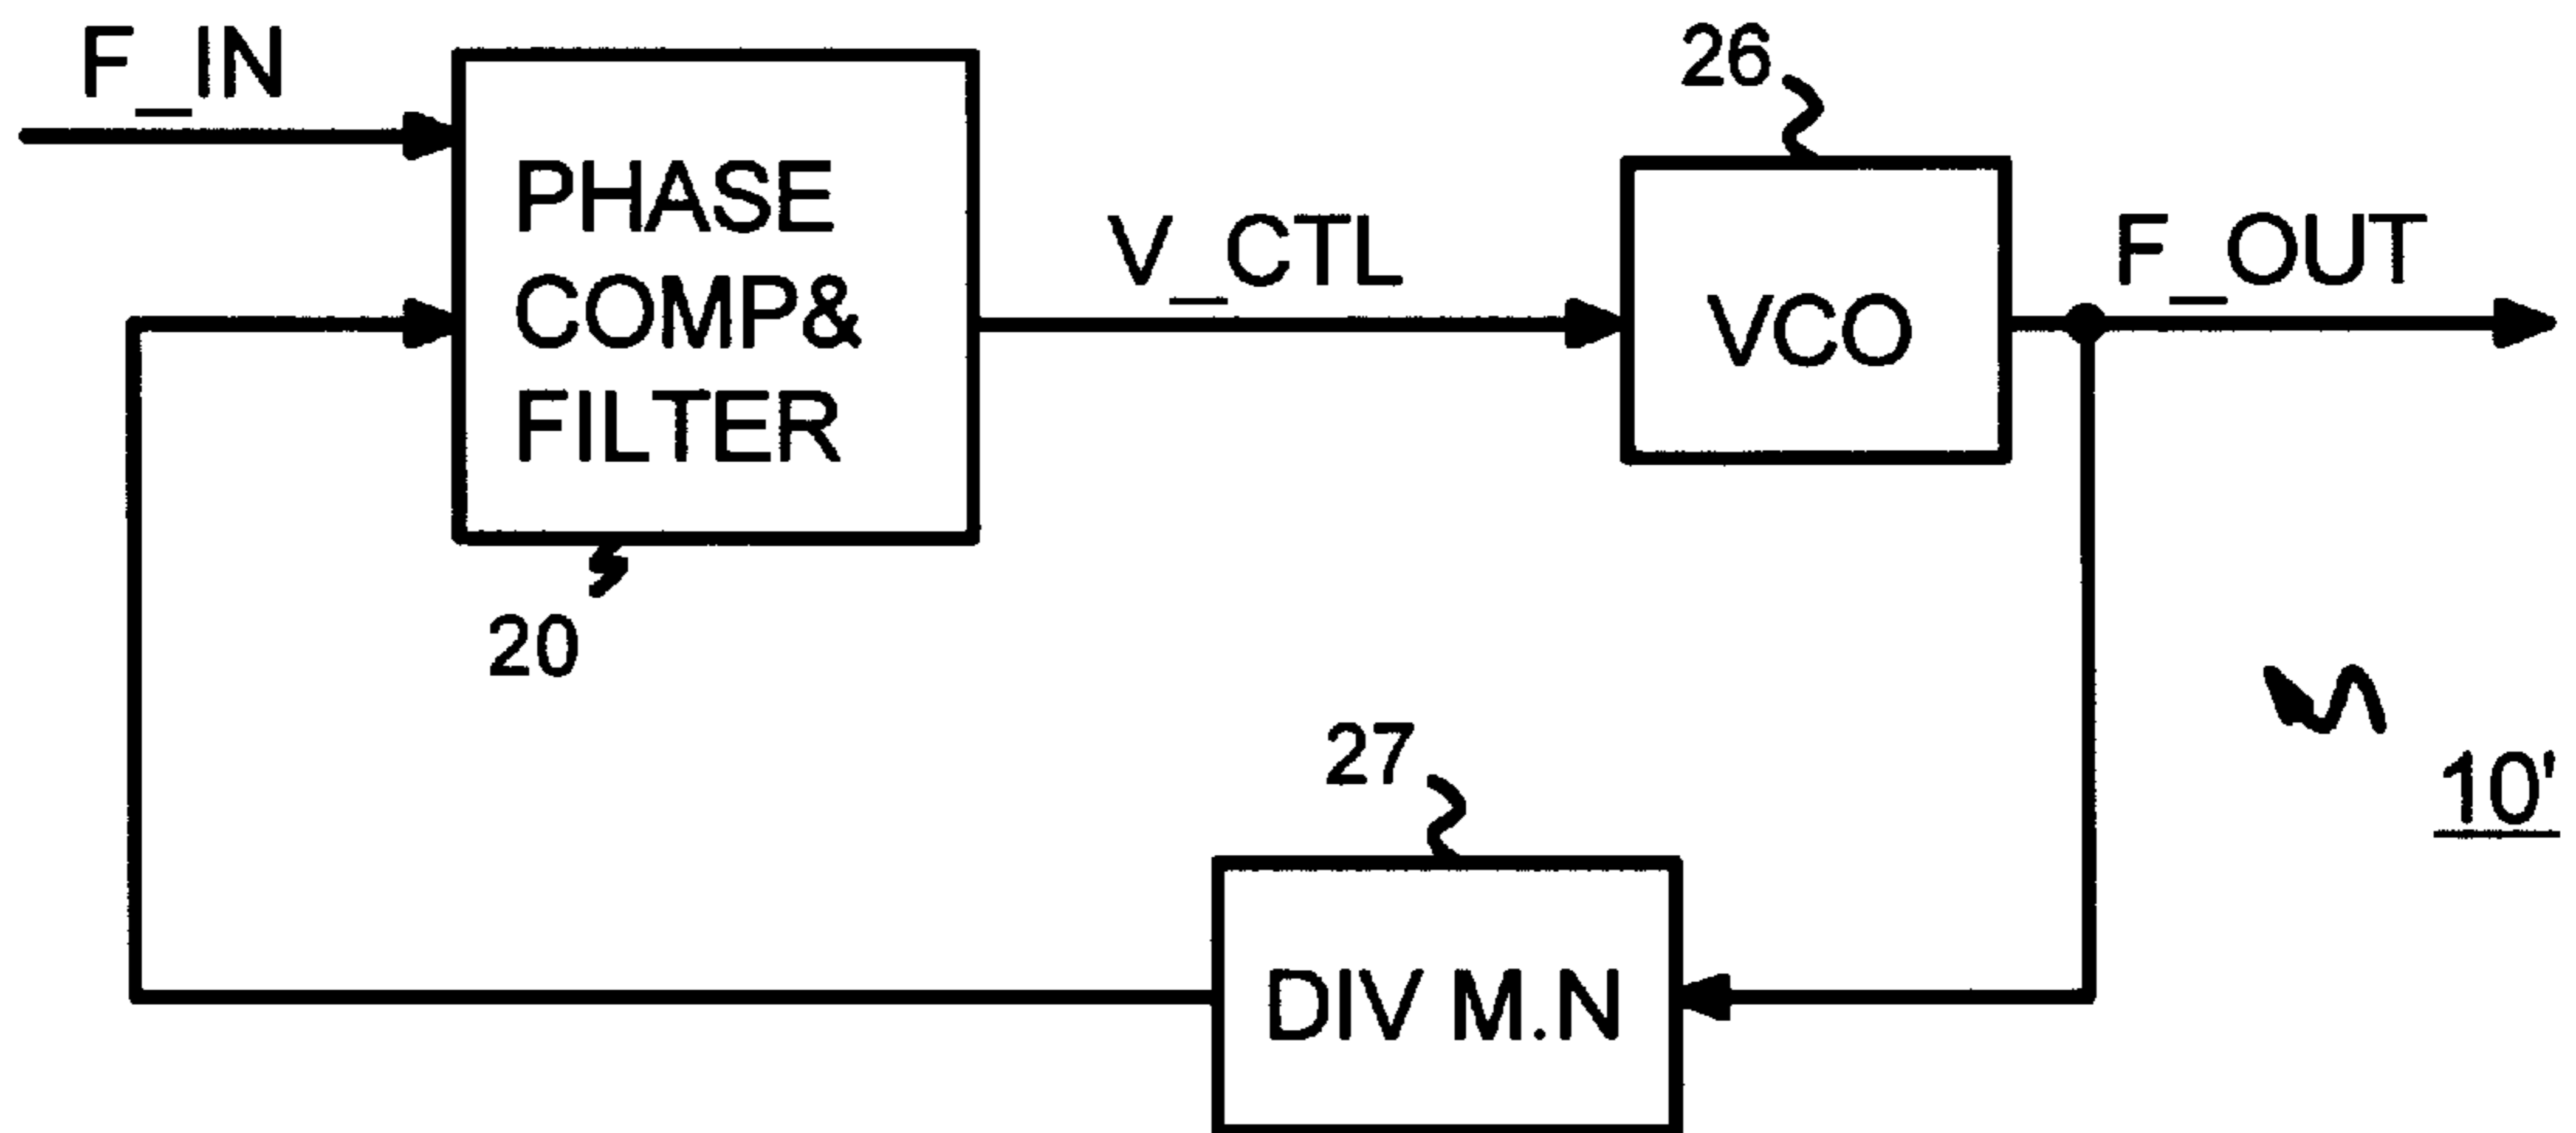 F_IN
26
PHASE
COMP&
FILTER
V_CTL
VCO
F_OUT
20
27
10'
DIV M.N